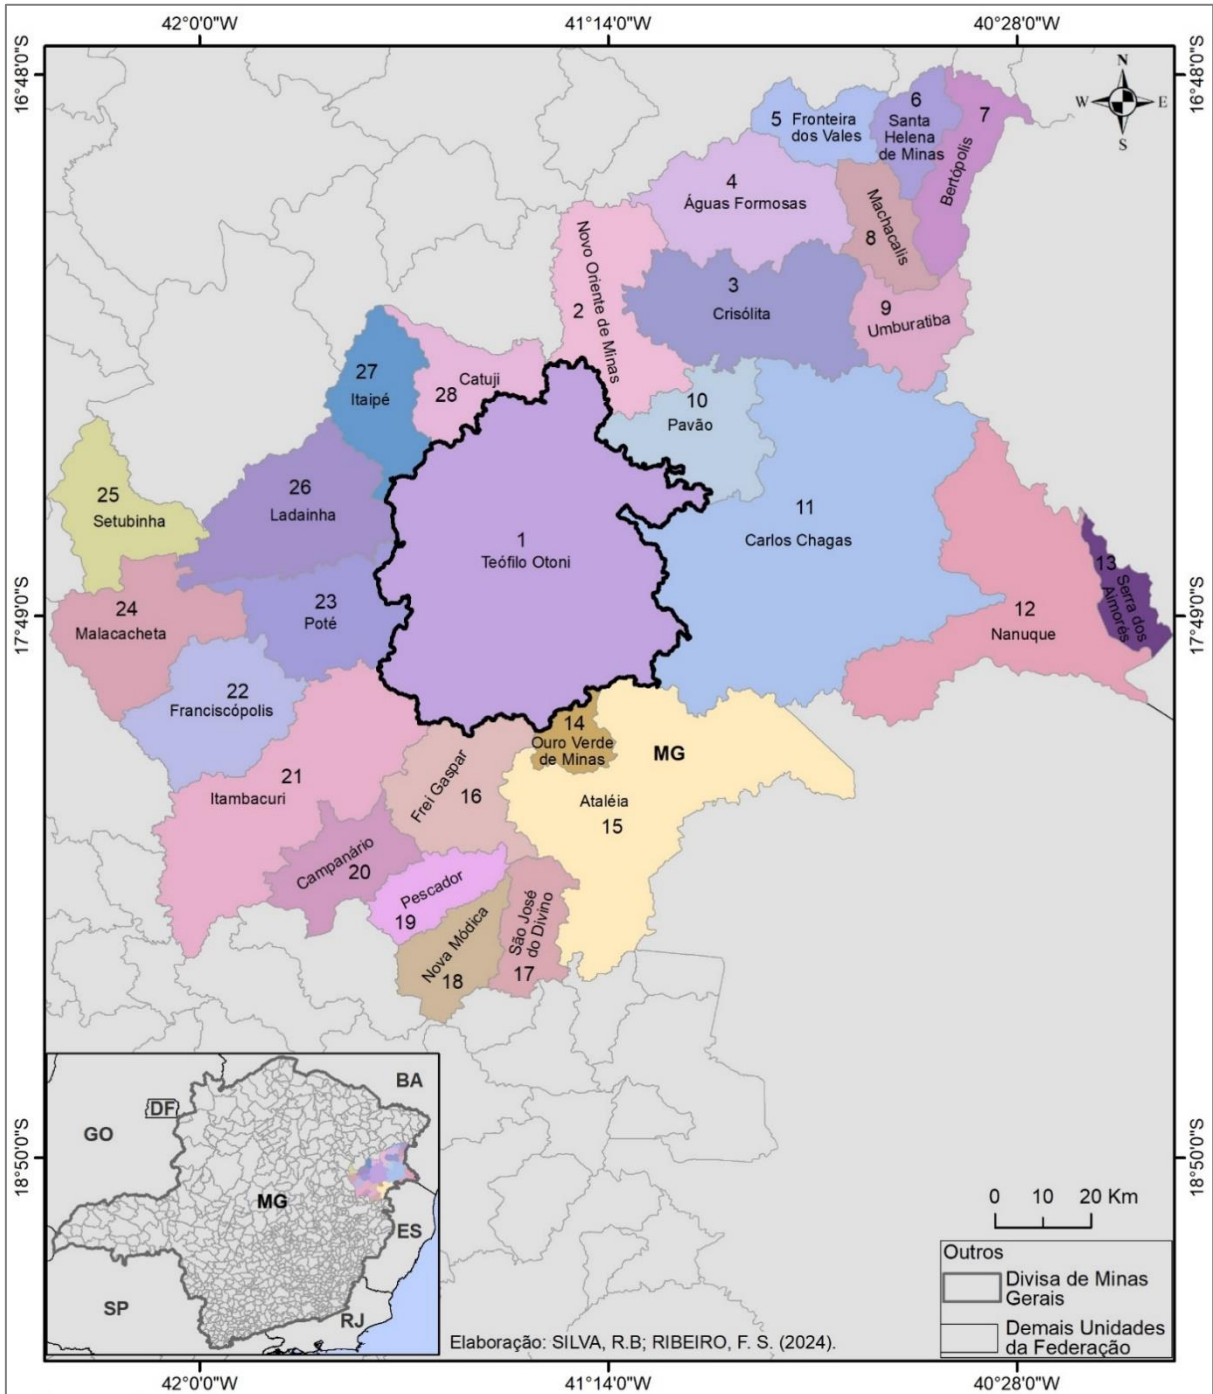 42°0'0"W
41°14'0"W
40°28'0"W
16°48'0"S
16°48'0"S
N
W
E
S
5
Fronteira
dos Vales
6
Santa
Helena
de Minas
7
Bertópolis
4
Águas Formosas
Machacalis
8
Novo Oriente de Minas
2
3
Crisólita
9
Umburatiba
27
Itaipé
28
Catuji
10
Pavão
25
Setubinha
26
Ladainha
1
Teófilo Otoni
11
Carlos Chagas
13
Serra dos
Aimorés
17°49'0"S
17°49'0"S
24
Malacacheta
23
Poté
12
Nanuque
22
Franciscópolis
14
Ouro Verde
de Minas
MG
21
Itambacuri
Frei Gaspar
16
Ataléia
15
Campanário
20
Pescador
19
Nova Módica
18
São José
do Divino
17
BA
DF
GO
MG
ES
SP
RJ
18°50'0"S
18°50'0"S
0 10 20 Km
Outros
Divisa de Minas
Gerais
Demais Unidades
da Federação
Elaboração: SILVA, R.B; RIBEIRO, F. S. (2024).
42°0'0"W
41°14'0"W
40°28'0"W